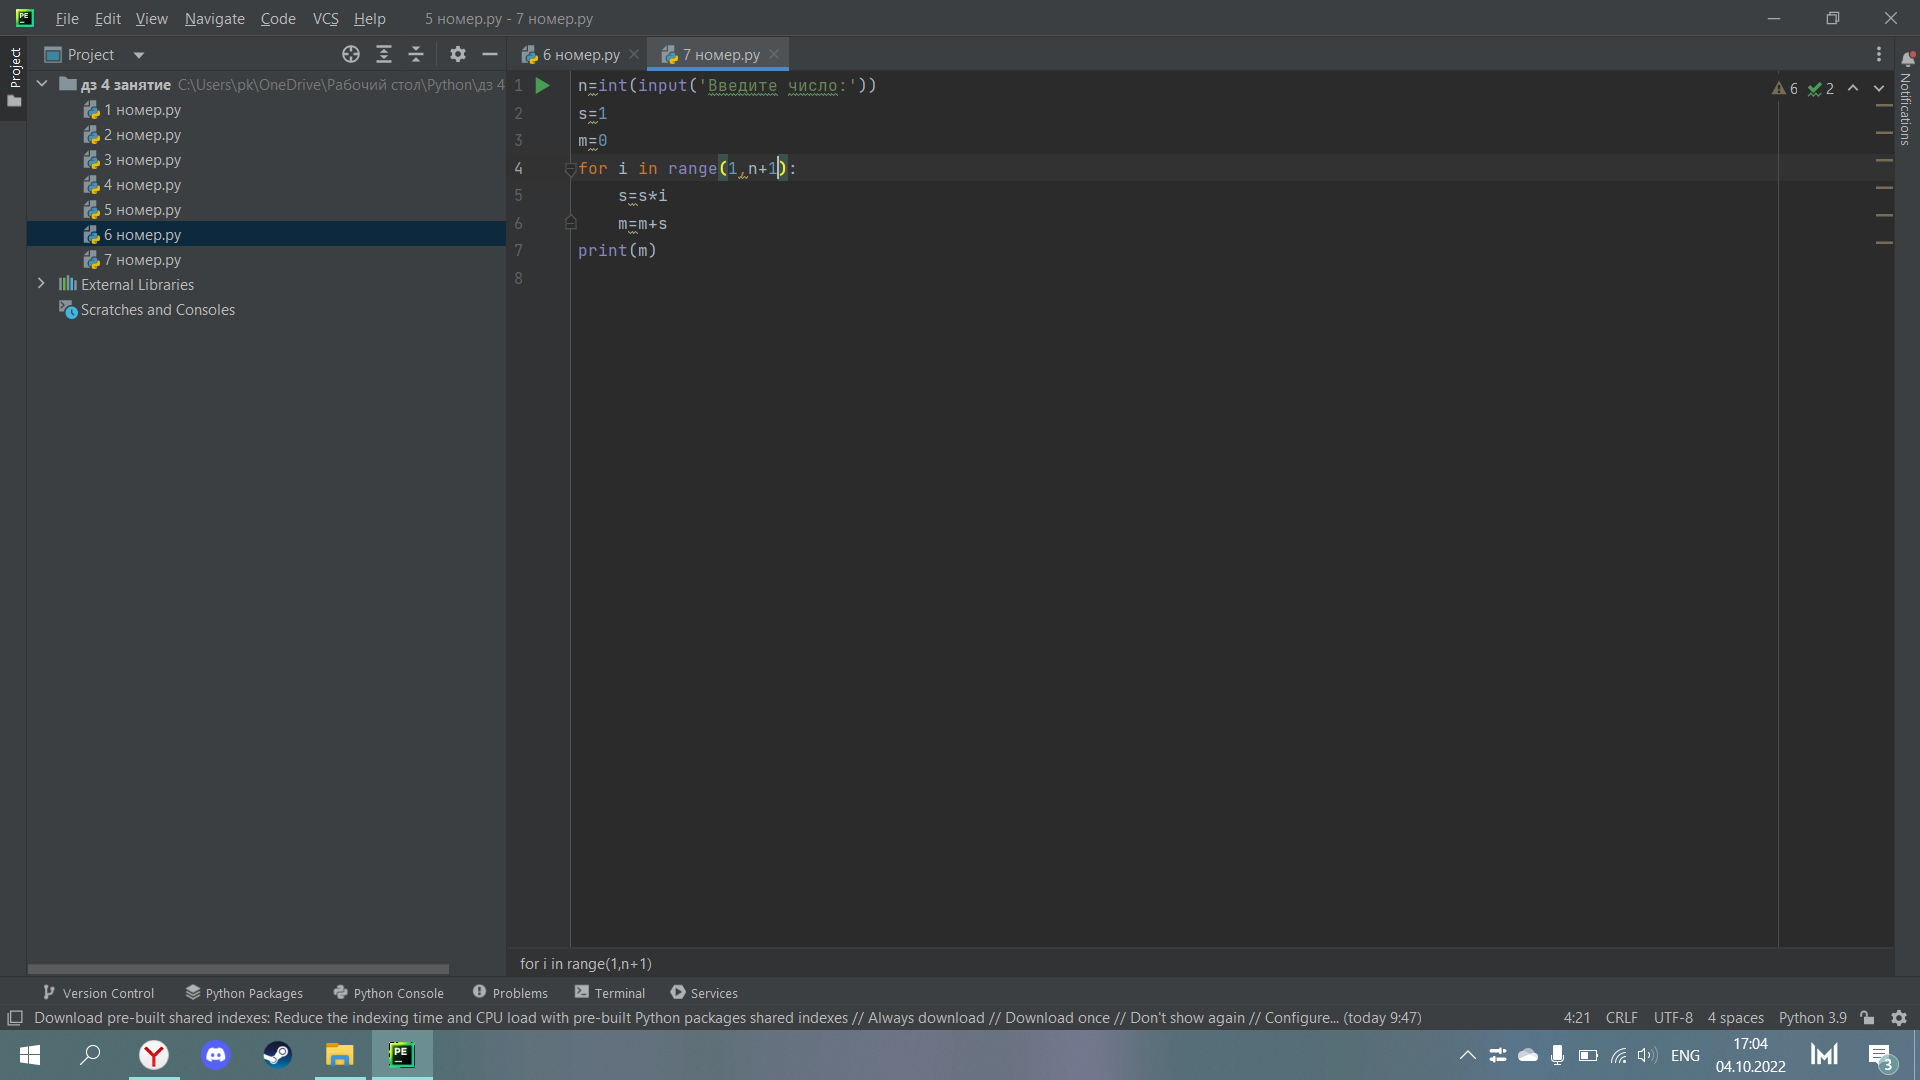 File Edit View Navigate Code VCS Help 5 номер.py - 7 номер.py
Project
Project
6 номер.py
7 номер.py
дз 4 занятие C:\Users\pk\OneDrive\Рабочий стол\Python\дз 4
1 номер.py
2 номер.py
3 номер.py
4 номер.py
5 номер.py
6 номер.py
7 номер.py
External Libraries
Scratches and Consoles
1 n=int(input('Введите число:'))
2 s=1
3 m=0
4 for i in range(1,n+1):
5 s=s*i
6 m=m+s
7 print(m)
8
6 2
Notifications
for i in range(1,n+1)
Version Control Python Packages Python Console Problems Terminal Services
Download pre-built shared indexes: Reduce the indexing time and CPU load with pre-built Python packages shared indexes // Always download // Download once // Don't show again // Configure... (today 9:47) 4:21 CRLF UTF-8 4 spaces Python 3.9
PE
ENG
17:04
04.10.2022
3